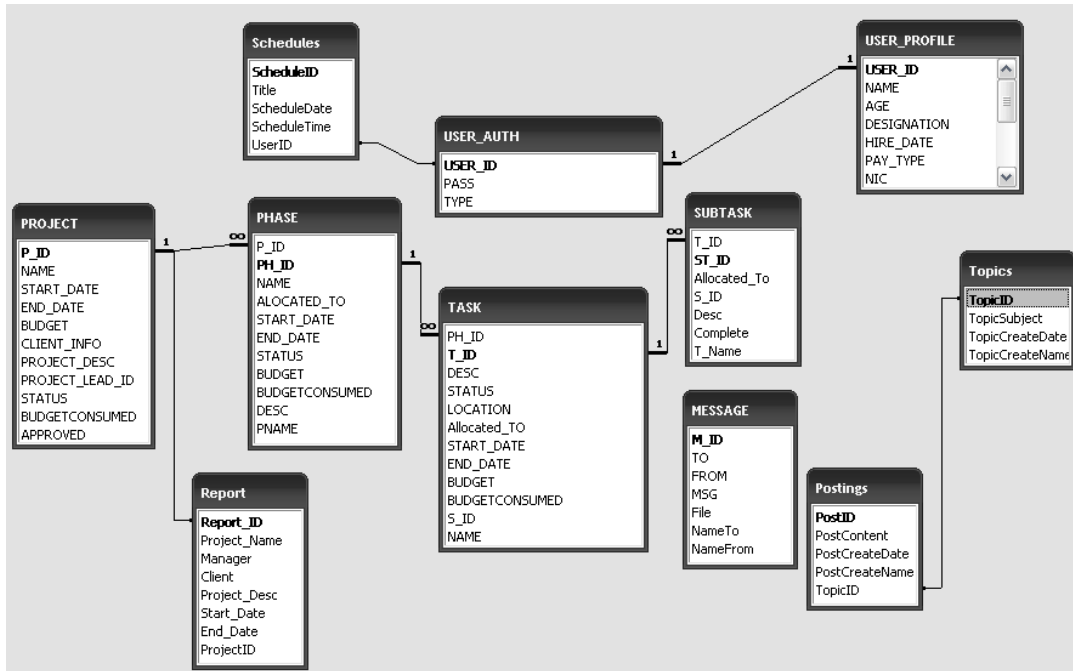 Schedules
ScheduleID
Title
ScheduleDate
ScheduleTime
UserID
USER_AUTH
USER_ID
PASS
TYPE
1
1
USER_PROFILE
USER_ID
NAME
AGE
DESIGNATION
HIRE_DATE
PAY_TYPE
NIC
PROJECT
P_ID
NAME
START_DATE
END_DATE
BUDGET
CLIENT_INFO
PROJECT_DESC
PROJECT_LEAD_ID
STATUS
BUDGETCONSUMED
APPROVED
1
∞
PHASE
P_ID
PH_ID
NAME
ALOCATED_TO
START_DATE
END_DATE
STATUS
BUDGET
BUDGETCONSUMED
DESC
PNAME
1
∞
TASK
PH_ID
T_ID
DESC
STATUS
LOCATION
Allocated_TO
START_DATE
END_DATE
BUDGET
BUDGETCONSUMED
S_ID
NAME
1
∞
SUBTASK
T_ID
ST_ID
Allocated_To
S_ID
Desc
Complete
T_Name
Topics
TopicID
TopicSubject
TopicCreateDate
TopicCreateName
Report
Report_ID
Project_Name
Manager
Client
Project_Desc
Start_Date
End_Date
ProjectID
MESSAGE
M_ID
TO
FROM
MSG
File
NameTo
NameFrom
Postings
PostID
PostContent
PostCreateDate
PostCreateName
TopicID